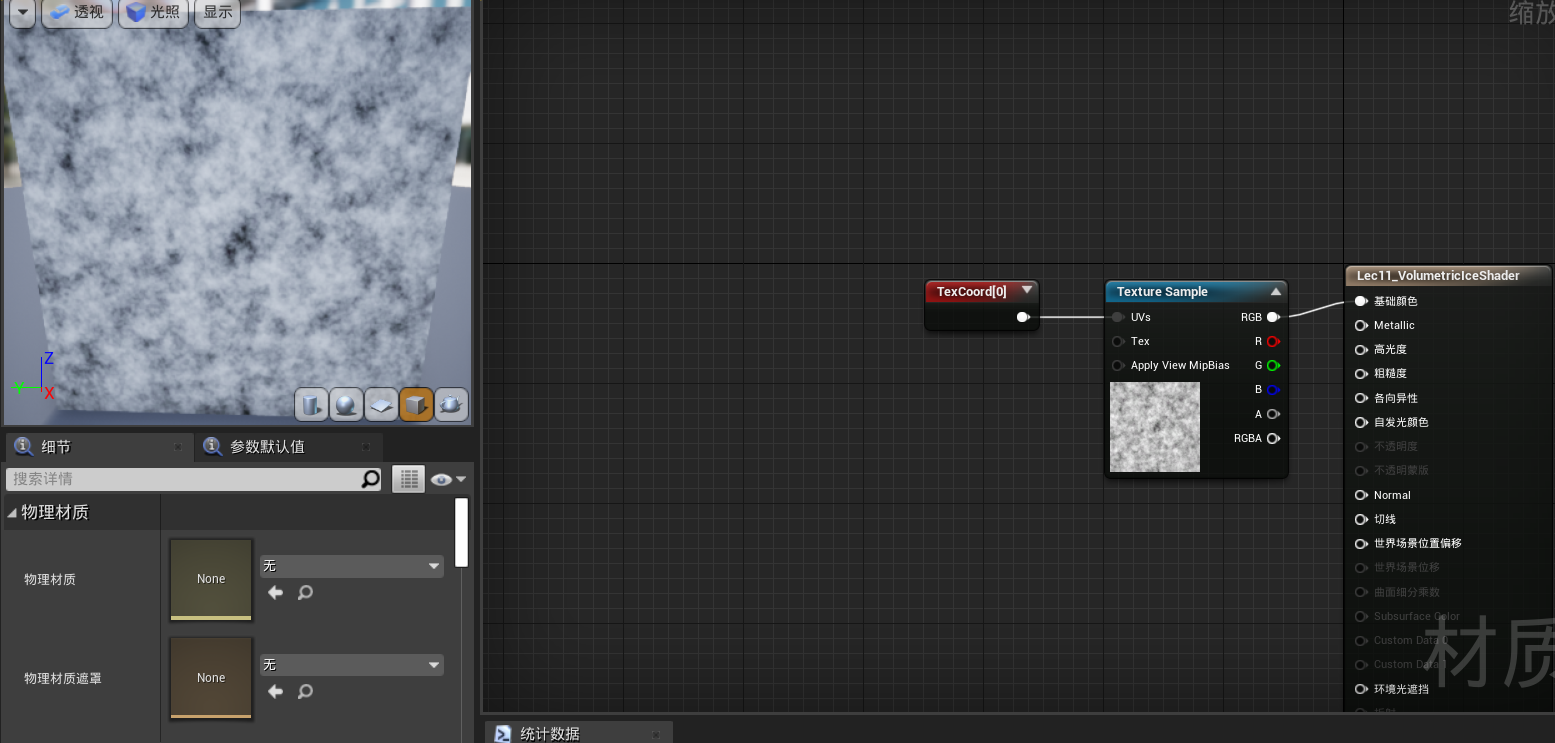 透视
光照
显示
缩放
Z
Y
X
细节
参数默认值
搜索详情
物理材质
物理材质
None
无
物理材质遮罩
None
无
TexCoord[0]
Texture Sample
UVs
RGB
Tex
R
Apply View MipBias
G
B
A
RGBA
Lec11_VolumetricIceShader
基础颜色
Metallic
高光度
粗糙度
各向异性
自发光颜色
不透明度
不透明蒙版
Normal
切线
世界场景位置偏移
世界场景位移
曲面细分乘数
Subsurface Color
Custom Data 0
Custom Data 1
环境光遮挡
材质
统计数据